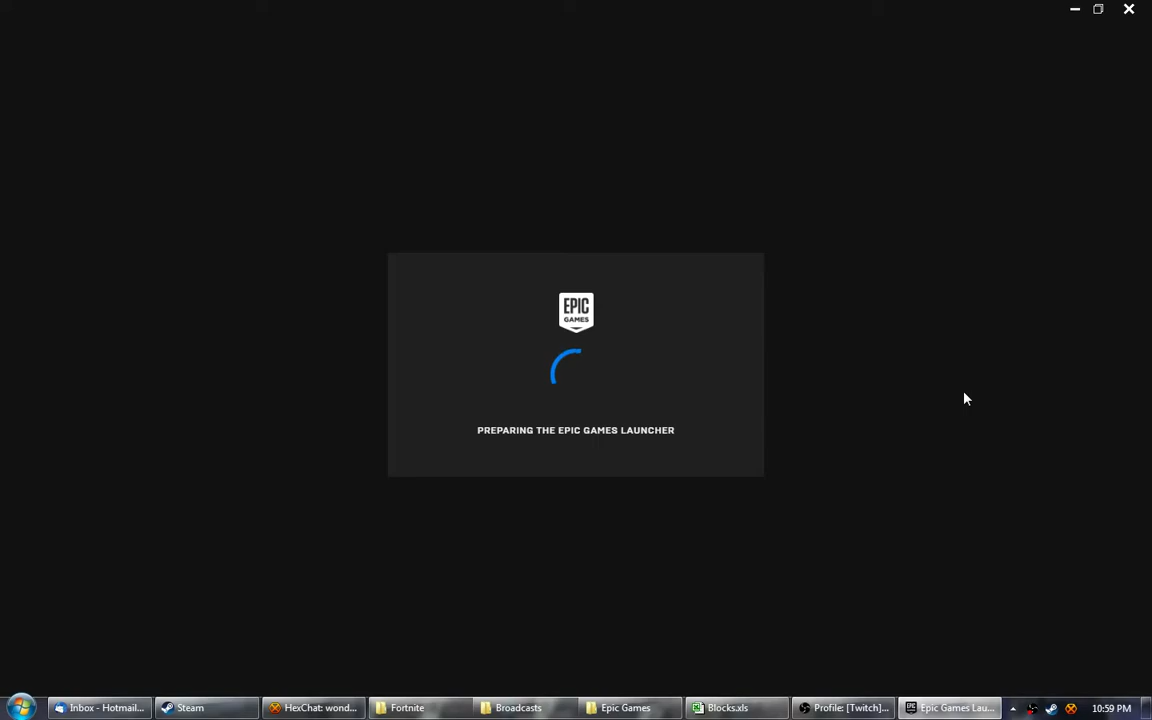 EPIC
GAMES
PREPARING THE EPIC GAMES LAUNCHER
Inbox - Hotmail...
Steam
HexChat: wond...
Fortnite
Broadcasts
Epic Games
Blocks.xls
Profile: [Twitch]...
Epic Games Lau...
10:59 PM